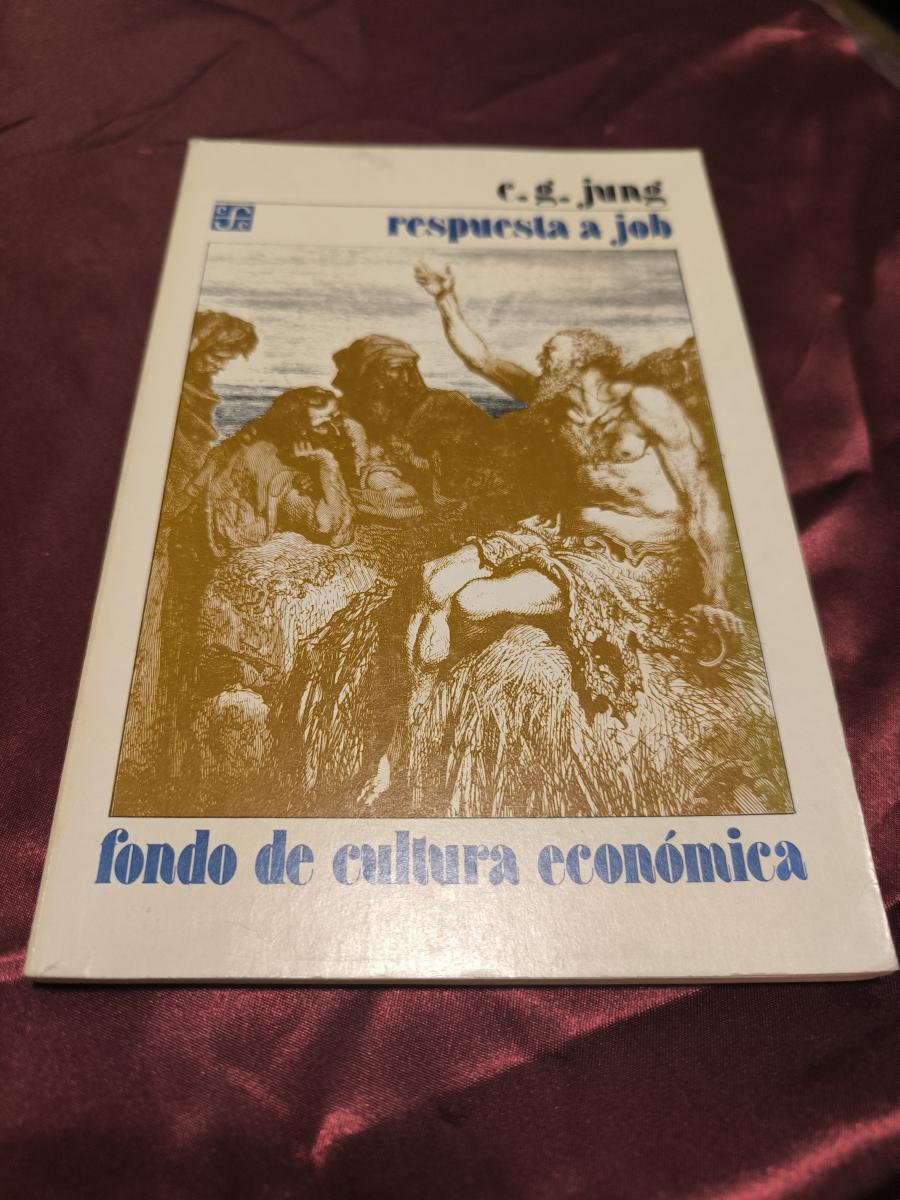 c. g. jung
respuesta a job
fondo de cultura económica